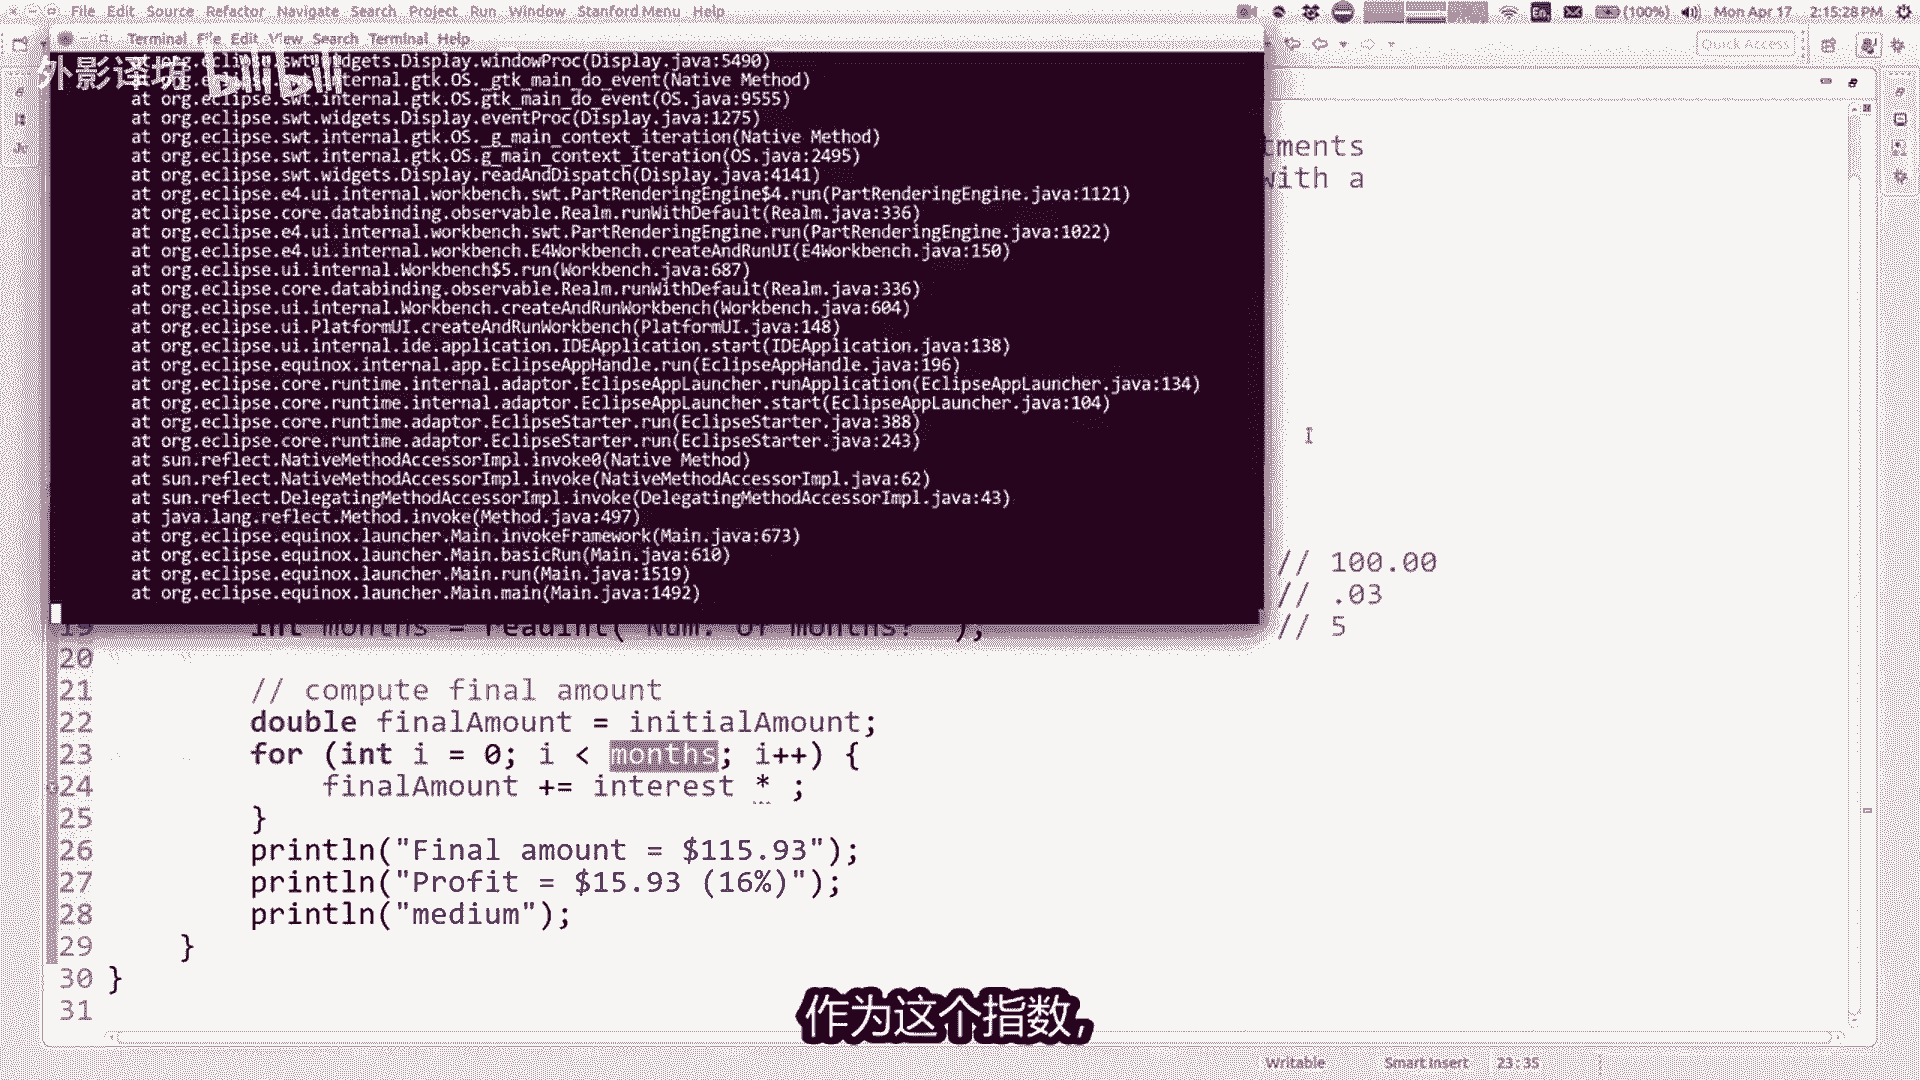 File Edit Source Refactor Navigate Search Project Run Window Stanford Menu Help
En (100%) Mon Apr 17 2:15:28 PM
Terminal File Edit View Search Terminal Help
Quick Access
外影译坊 bilibili
at org.eclipse.swt.widgets.Display.windowProc(Display.java:5490)
at org.eclipse.swt.internal.gtk.OS._gtk_main_do_event(Native Method)
at org.eclipse.swt.internal.gtk.OS.gtk_main_do_event(OS.java:9555)
at org.eclipse.swt.widgets.Display.eventProc(Display.java:1275)
at org.eclipse.swt.internal.gtk.OS._g_main_context_iteration(Native Method)
at org.eclipse.swt.internal.gtk.OS.g_main_context_iteration(OS.java:2495)
at org.eclipse.swt.widgets.Display.readAndDispatch(Display.java:4141)
at org.eclipse.e4.ui.internal.workbench.swt.PartRenderingEngine$4.run(PartRenderingEngine.java:1121)
at org.eclipse.core.databinding.observable.Realm.runWithDefault(Realm.java:336)
at org.eclipse.e4.ui.internal.workbench.swt.PartRenderingEngine.run(PartRenderingEngine.java:1022)
at org.eclipse.e4.ui.internal.workbench.E4Workbench.createAndRunUI(E4Workbench.java:150)
at org.eclipse.ui.internal.Workbench$5.run(Workbench.java:687)
at org.eclipse.core.databinding.observable.Realm.runWithDefault(Realm.java:336)
at org.eclipse.ui.internal.Workbench.createAndRunWorkbench(Workbench.java:604)
at org.eclipse.ui.PlatformUI.createAndRunWorkbench(PlatformUI.java:148)
at org.eclipse.ui.internal.ide.application.IDEApplication.start(IDEApplication.java:138)
at org.eclipse.equinox.internal.app.EclipseAppHandle.run(EclipseAppHandle.java:196)
at org.eclipse.core.runtime.internal.adaptor.EclipseAppLauncher.runApplication(EclipseAppLauncher.java:134)
at org.eclipse.core.runtime.internal.adaptor.EclipseAppLauncher.start(EclipseAppLauncher.java:104)
at org.eclipse.core.runtime.adaptor.EclipseStarter.run(EclipseStarter.java:388)
at org.eclipse.core.runtime.adaptor.EclipseStarter.run(EclipseStarter.java:243)
at sun.reflect.NativeMethodAccessorImpl.invoke0(Native Method)
at sun.reflect.NativeMethodAccessorImpl.invoke(NativeMethodAccessorImpl.java:62)
at sun.reflect.DelegatingMethodAccessorImpl.invoke(DelegatingMethodAccessorImpl.java:43)
at java.lang.reflect.Method.invoke(Method.java:497)
at org.eclipse.equinox.launcher.Main.invokeFramework(Main.java:673)
at org.eclipse.equinox.launcher.Main.basicRun(Main.java:610)
at org.eclipse.equinox.launcher.Main.run(Main.java:1519)
at org.eclipse.equinox.launcher.Main.main(Main.java:1492)
tments
with a
// 100.00
// .03
19 int months = readInt("Num. of months? "); // 5
20
21 // compute final amount
22 double finalAmount = initialAmount;
23 for (int i = 0; i < months; i++) {
24 finalAmount += interest * ;
25 }
26 println("Final amount = $115.93");
27 println("Profit = $15.93 (16%)");
28 println("medium");
29 }
30 }
31
作为这个指数,
Writable Smart Insert 23:35